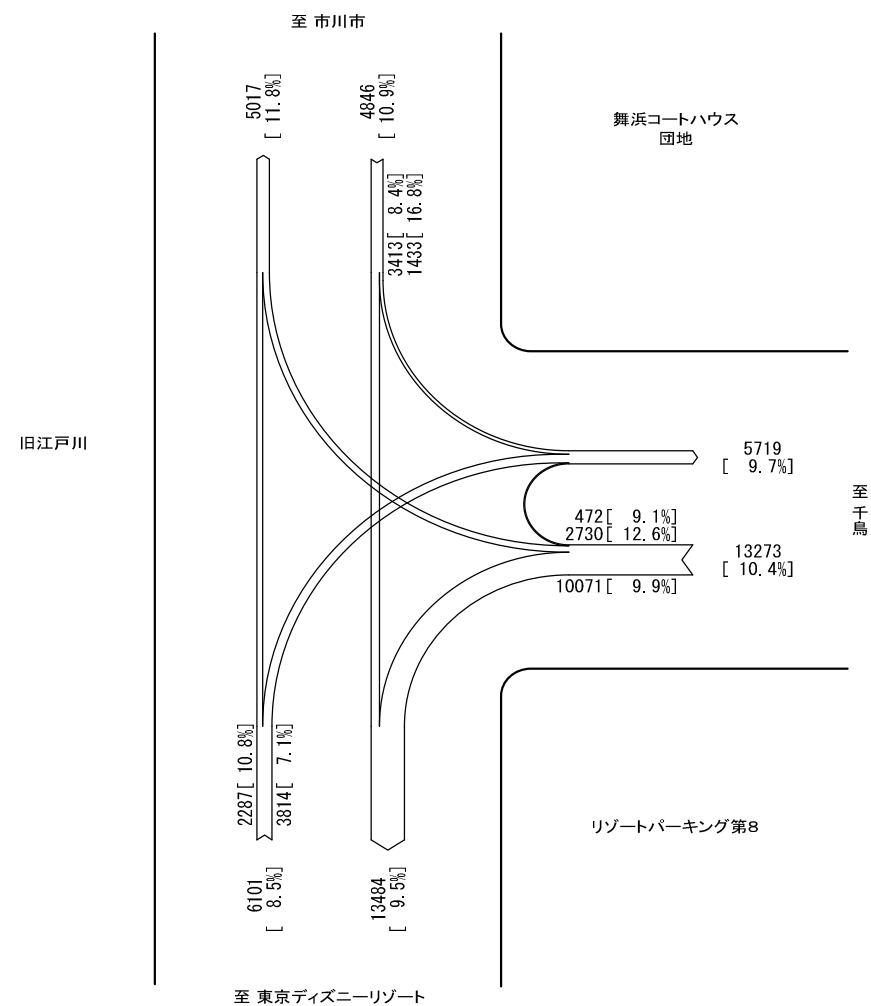 至 市川市
5017
[ 11.8%]
4846
[ 10.9%]
舞浜コートハウス
団地
3413[ 8.4%]
1433[ 16.8%]
旧江戸川
5719
[ 9.7%]
至 千鳥
472[ 9.1%]
2730[ 12.6%]
13273
[ 10.4%]
10071[ 9.9%]
2287[ 10.8%]
3814[ 7.1%]
リゾートパーキング第8
6101
[ 8.5%]
13484
[ 9.5%]
至 東京ディズニーリゾート